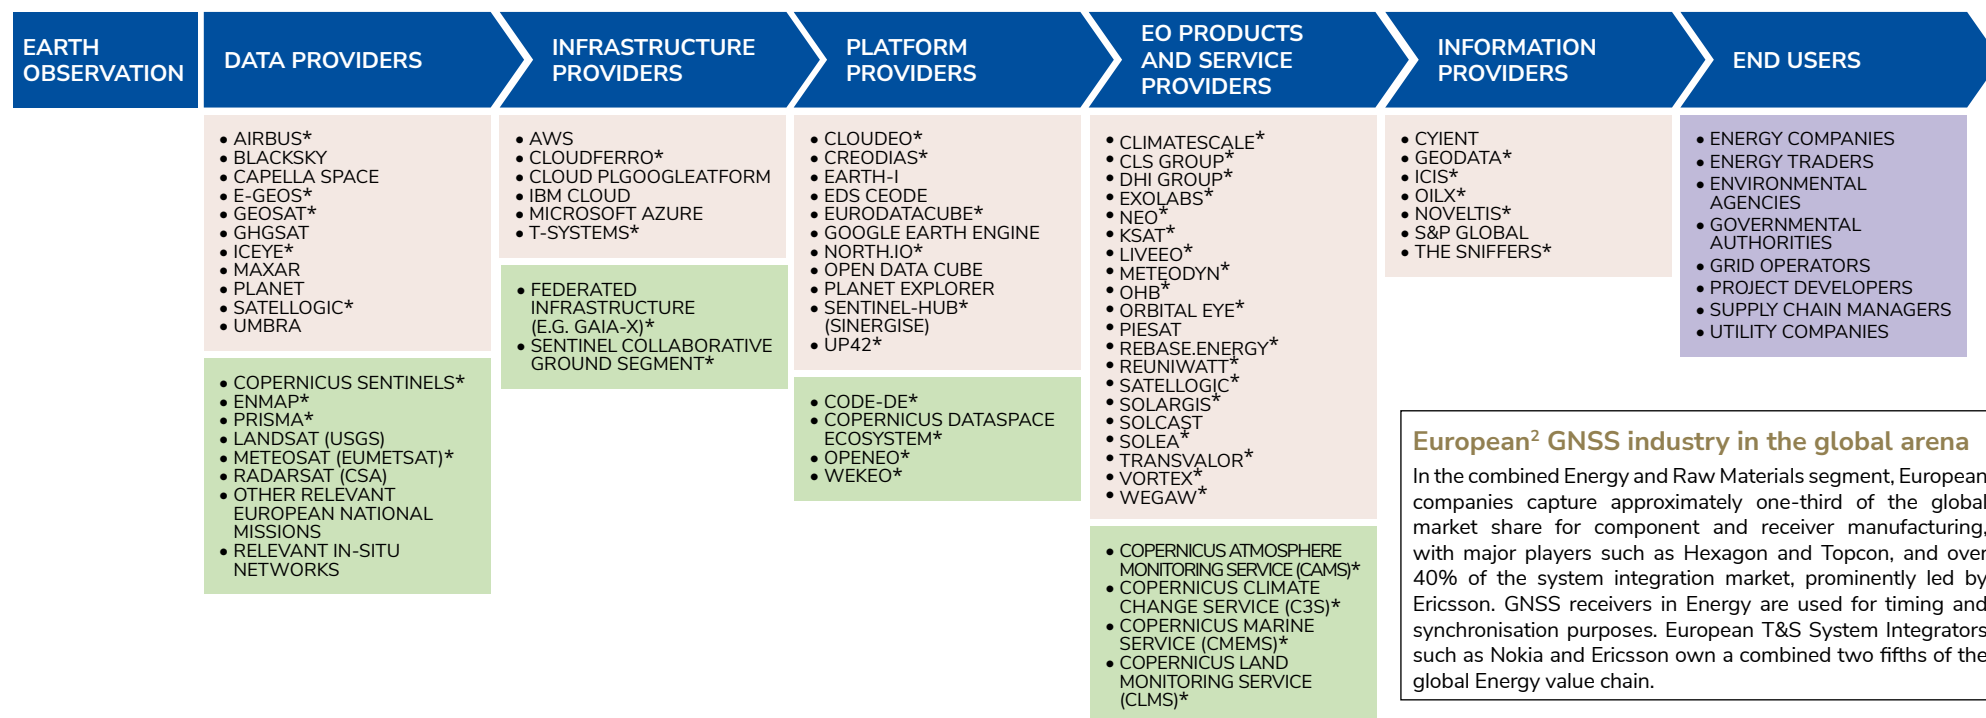 EARTH
OBSERVATION
DATA PROVIDERS
INFRASTRUCTURE
PROVIDERS
PLATFORM
PROVIDERS
EO PRODUCTS
AND SERVICE
PROVIDERS
INFORMATION
PROVIDERS
END USERS
• AIRBUS*
• BLACKSKY
• CAPELLA SPACE
• E-GEOS*
• GEOSAT*
• GHGSAT
• ICEYE*
• MAXAR
• PLANET
• SATELLOGIC*
• UMBRA
• COPERNICUS SENTINELS*
• ENMAP*
• PRISMA*
• LANDSAT (USGS)
• METEOSAT (EUMETSAT)*
• RADARSAT (CSA)
• OTHER RELEVANT
EUROPEAN NATIONAL
MISSIONS
• RELEVANT IN-SITU
NETWORKS
• AWS
• CLOUDFERRO*
• CLOUD PLGOOGLEATFORM
• IBM CLOUD
• MICROSOFT AZURE
• T-SYSTEMS*
• FEDERATED
INFRASTRUCTURE
(E.G. GAIA-X)*
• SENTINEL COLLABORATIVE
GROUND SEGMENT*
• CLOUDEO*
• CREODIAS*
• EARTH-I
• EDS CEODE
• EURODATACUBE*
• GOOGLE EARTH ENGINE
• NORTH.IO*
• OPEN DATA CUBE
• PLANET EXPLORER
• SENTINEL-HUB*
(SINERGISE)
• UP42*
• CODE-DE*
• COPERNICUS DATASPACE
ECOSYSTEM*
• OPENEO*
• WEKEO*
• CLIMATESCALE*
• CLS GROUP*
• DHI GROUP*
• EXOLABS*
• NEO*
• KSAT*
• LIVEEO*
• METEODYN*
• OHB*
• ORBITAL EYE*
• PIESAT
• REBASE.ENERGY*
• REUNIWATT*
• SATELLOGIC*
• SOLARGIS*
• SOLCAST
• SOLEA*
• TRANSVALOR*
• VORTEX*
• WEGAW*
• COPERNICUS ATMOSPHERE
MONITORING SERVICE (CAMS)*
• COPERNICUS CLIMATE
CHANGE SERVICE (C3S)*
• COPERNICUS MARINE
SERVICE (CMEMS)*
• COPERNICUS LAND
MONITORING SERVICE
(CLMS)*
• CYIENT
• GEODATA*
• ICIS*
• OILX*
• NOVELTIS*
• S&P GLOBAL
• THE SNIFFERS*
• ENERGY COMPANIES
• ENERGY TRADERS
• ENVIRONMENTAL
AGENCIES
• GOVERNMENTAL
AUTHORITIES
• GRID OPERATORS
• PROJECT DEVELOPERS
• SUPPLY CHAIN MANAGERS
• UTILITY COMPANIES
European² GNSS industry in the global arena
In the combined Energy and Raw Materials segment, European
companies capture approximately one-third of the global
market share for component and receiver manufacturing,
with major players such as Hexagon and Topcon, and over
40% of the system integration market, prominently led by
Ericsson. GNSS receivers in Energy are used for timing and
synchronisation purposes. European T&S System Integrators
such as Nokia and Ericsson own a combined two fifths of the
global Energy value chain.